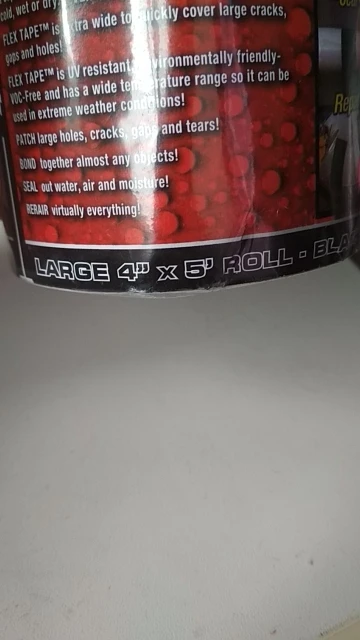 cold, wet or dry
FLEX TAPE™ is extra wide to quickly cover large cracks,
gaps and holes!
FLEX TAPE™ is UV resistant, environmentally friendly-
VOC-Free and has a wide temperature range so it can be
used in extreme weather conditions!
PATCH large holes, cracks, gaps and tears!
BOND together almost any objects!
SEAL out water, air and moisture!
REPAIR virtually everything!
LARGE 4" x 5' ROLL - BLA